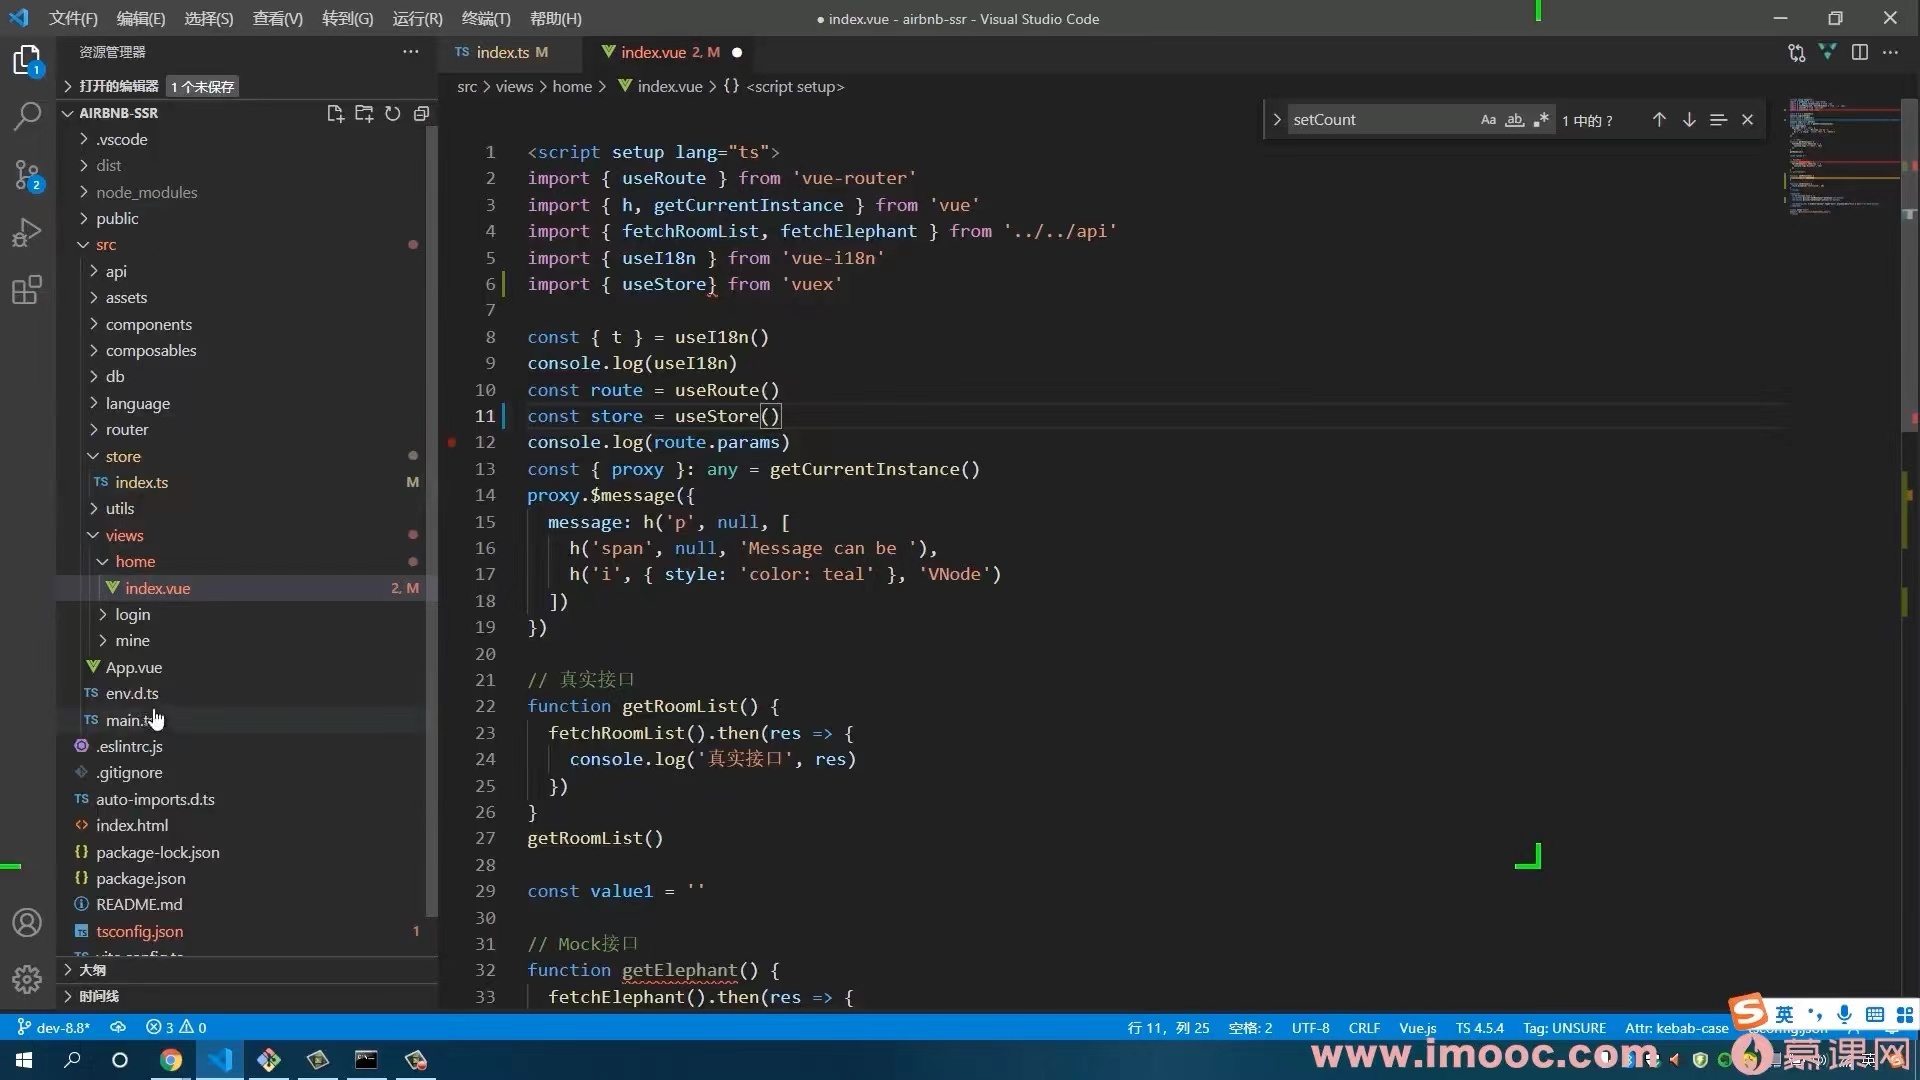 文件(F) 编辑(E) 选择(S) 查看(V) 转到(G) 运行(R) 终端(T) 帮助(H)
● index.vue - airbnb-ssr - Visual Studio Code
资源管理器
打开的编辑器 1 个未保存
AIRBNB-SSR
.vscode
dist
node_modules
public
src
api
assets
components
composables
db
language
router
store
TS index.ts M
utils
views
home
index.vue 2, M
login
mine
App.vue
TS env.d.ts
TS main.t
.eslintrc.js
.gitignore
TS auto-imports.d.ts
index.html
package-lock.json
package.json
README.md
tsconfig.json 1
大纲
时间线
TS index.ts M
index.vue 2, M
src > views > home > index.vue > {} <script setup>
setCount Aa ab 1 中的 ?
1 <script setup lang="ts">
2 import { useRoute } from 'vue-router'
3 import { h, getCurrentInstance } from 'vue'
4 import { fetchRoomList, fetchElephant } from '../../api'
5 import { useI18n } from 'vue-i18n'
6 import { useStore} from 'vuex'
7
8 const { t } = useI18n()
9 console.log(useI18n)
10 const route = useRoute()
11 const store = useStore()
12 console.log(route.params)
13 const { proxy }: any = getCurrentInstance()
14 proxy.$message({
15 message: h('p', null, [
16 h('span', null, 'Message can be '),
17 h('i', { style: 'color: teal' }, 'VNode')
18 ])
19 })
20
21 // 真实接口
22 function getRoomList() {
23 fetchRoomList().then(res => {
24 console.log('真实接口', res)
25 })
26 }
27 getRoomList()
28
29 const value1 = ''
30
31 // Mock接口
32 function getElephant() {
33 fetchElephant().then(res => {
dev-8.8* 3 0
行 11，列 25 空格: 2 UTF-8 CRLF Vue.js TS 4.5.4 Tag: UNSURE Attr: kebab-case
英
www.imooc.com 慕课网